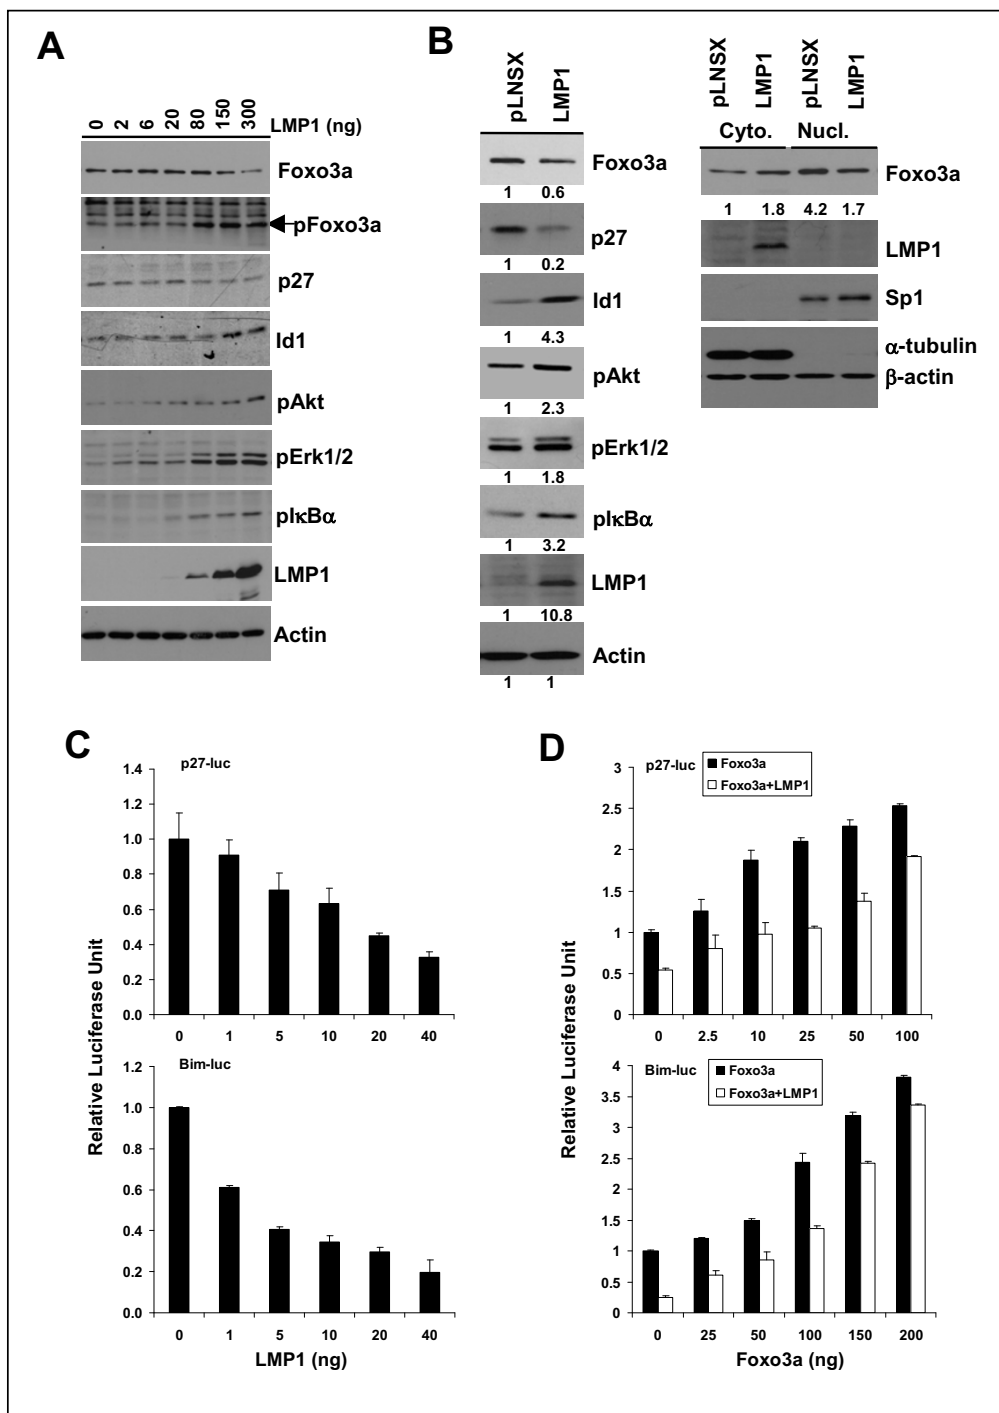 A
0 2 6 20 80 150 300 LMP1 (ng)
Foxo3a
pFoxo3a
p27
Id1
pAkt
pErk1/2
pIκBα
LMP1
Actin
B
pLNSX LMP1
Foxo3a
1 0.6
p27
1 0.2
Id1
1 4.3
pAkt
1 2.3
pErk1/2
1 1.8
pIκBα
1 3.2
LMP1
1 10.8
Actin
1 1
pLNSX LMP1 pLNSX LMP1
Cyto. Nucl.
Foxo3a
1 1.8 4.2 1.7
LMP1
Sp1
α-tubulin
β-actin
C
Relative Luciferase Unit
p27-luc
1.4
1.2
1.0
0.8
0.6
0.4
0.2
0.0
0 1 5 10 20 40
Bim-luc
1.2
1.0
0.8
0.6
0.4
0.2
0.0
0 1 5 10 20 40
LMP1 (ng)
D
Relative Luciferase Unit
p27-luc
Foxo3a
Foxo3a+LMP1
3
2.5
2
1.5
1
0.5
0
0 2.5 10 25 50 100
Bim-luc
Foxo3a
Foxo3a+LMP1
4
3.5
3
2.5
2
1.5
1
0.5
0
0 25 50 100 150 200
Foxo3a (ng)